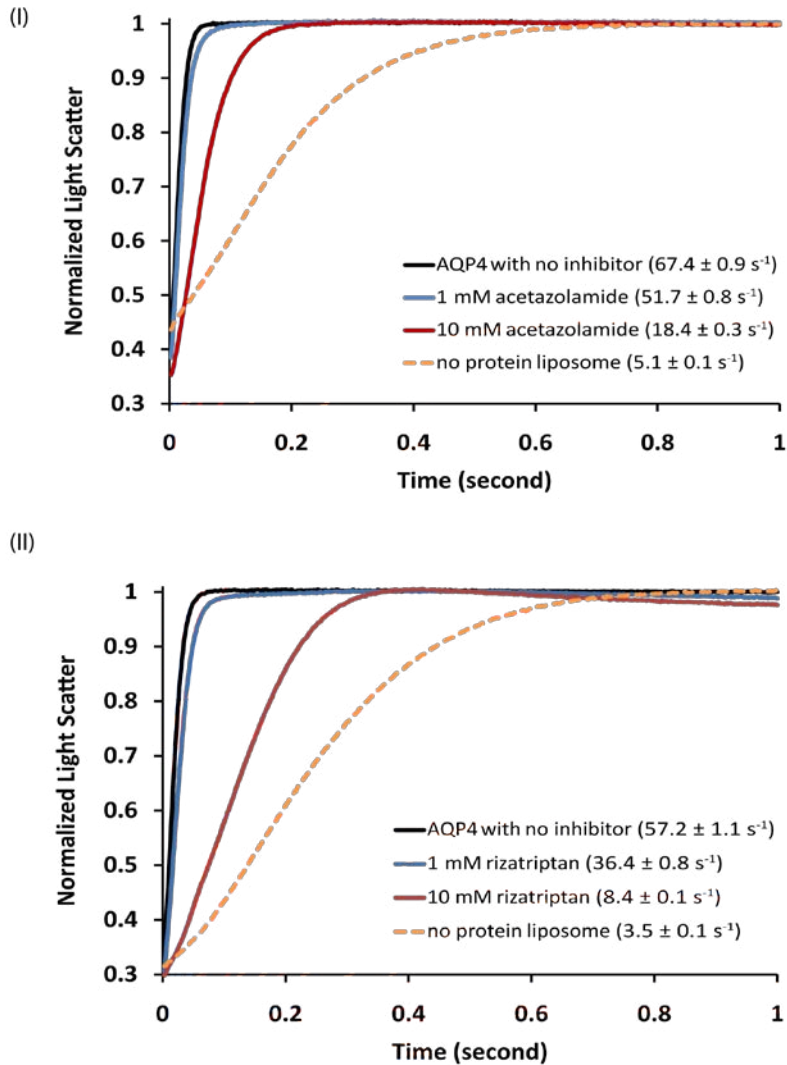 (I)
1
0.9
0.8
0.7
0.6
0.5
0.4
0.3
Normalized Light Scatter
AQP4 with no inhibitor (67.4 ± 0.9 s⁻¹)
1 mM acetazolamide (51.7 ± 0.8 s⁻¹)
10 mM acetazolamide (18.4 ± 0.3 s⁻¹)
no protein liposome (5.1 ± 0.1 s⁻¹)
0 0.2 0.4 0.6 0.8 1
Time (second)
(II)
1
0.9
0.8
0.7
0.6
0.5
0.4
0.3
Normalized Light Scatter
AQP4 with no inhibitor (57.2 ± 1.1 s⁻¹)
1 mM rizatriptan (36.4 ± 0.8 s⁻¹)
10 mM rizatriptan (8.4 ± 0.1 s⁻¹)
no protein liposome (3.5 ± 0.1 s⁻¹)
0 0.2 0.4 0.6 0.8 1
Time (second)